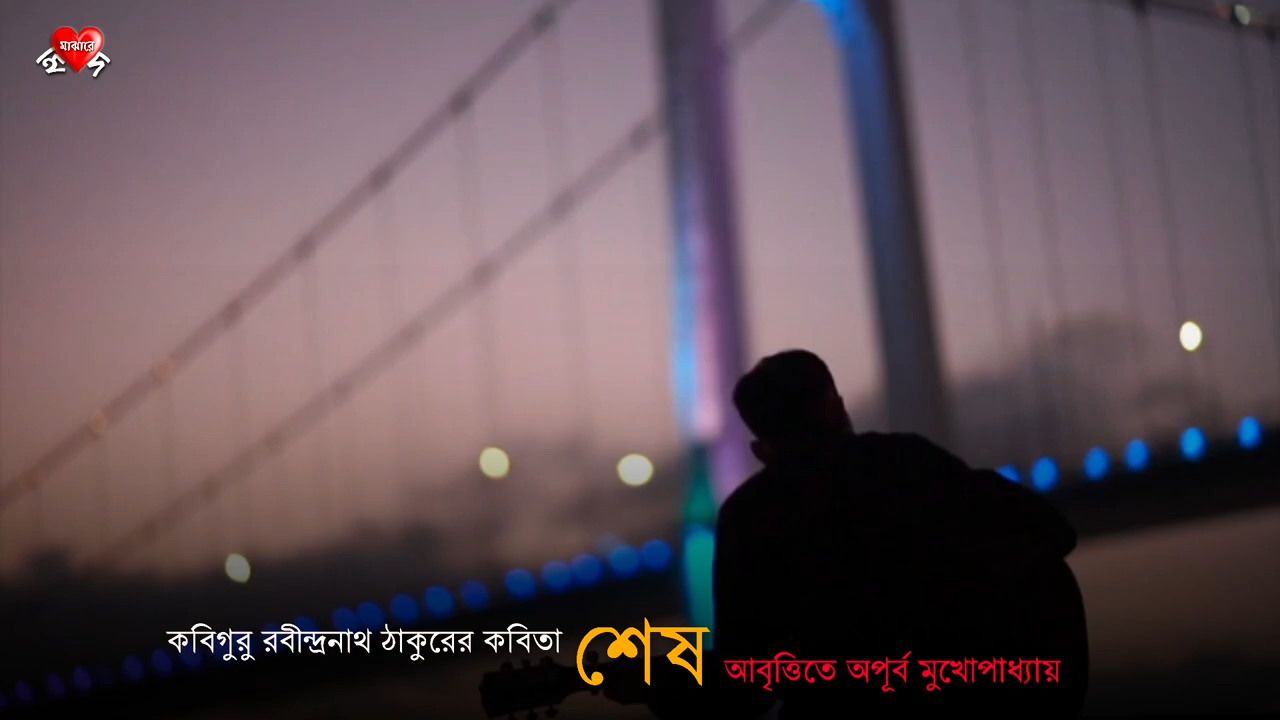 মাঝারে
হৃদ
কবিগুরু রবীন্দ্রনাথ ঠাকুরের কবিতা শেষ আবৃত্তিতে অপূর্ব মুখোপাধ্যায়